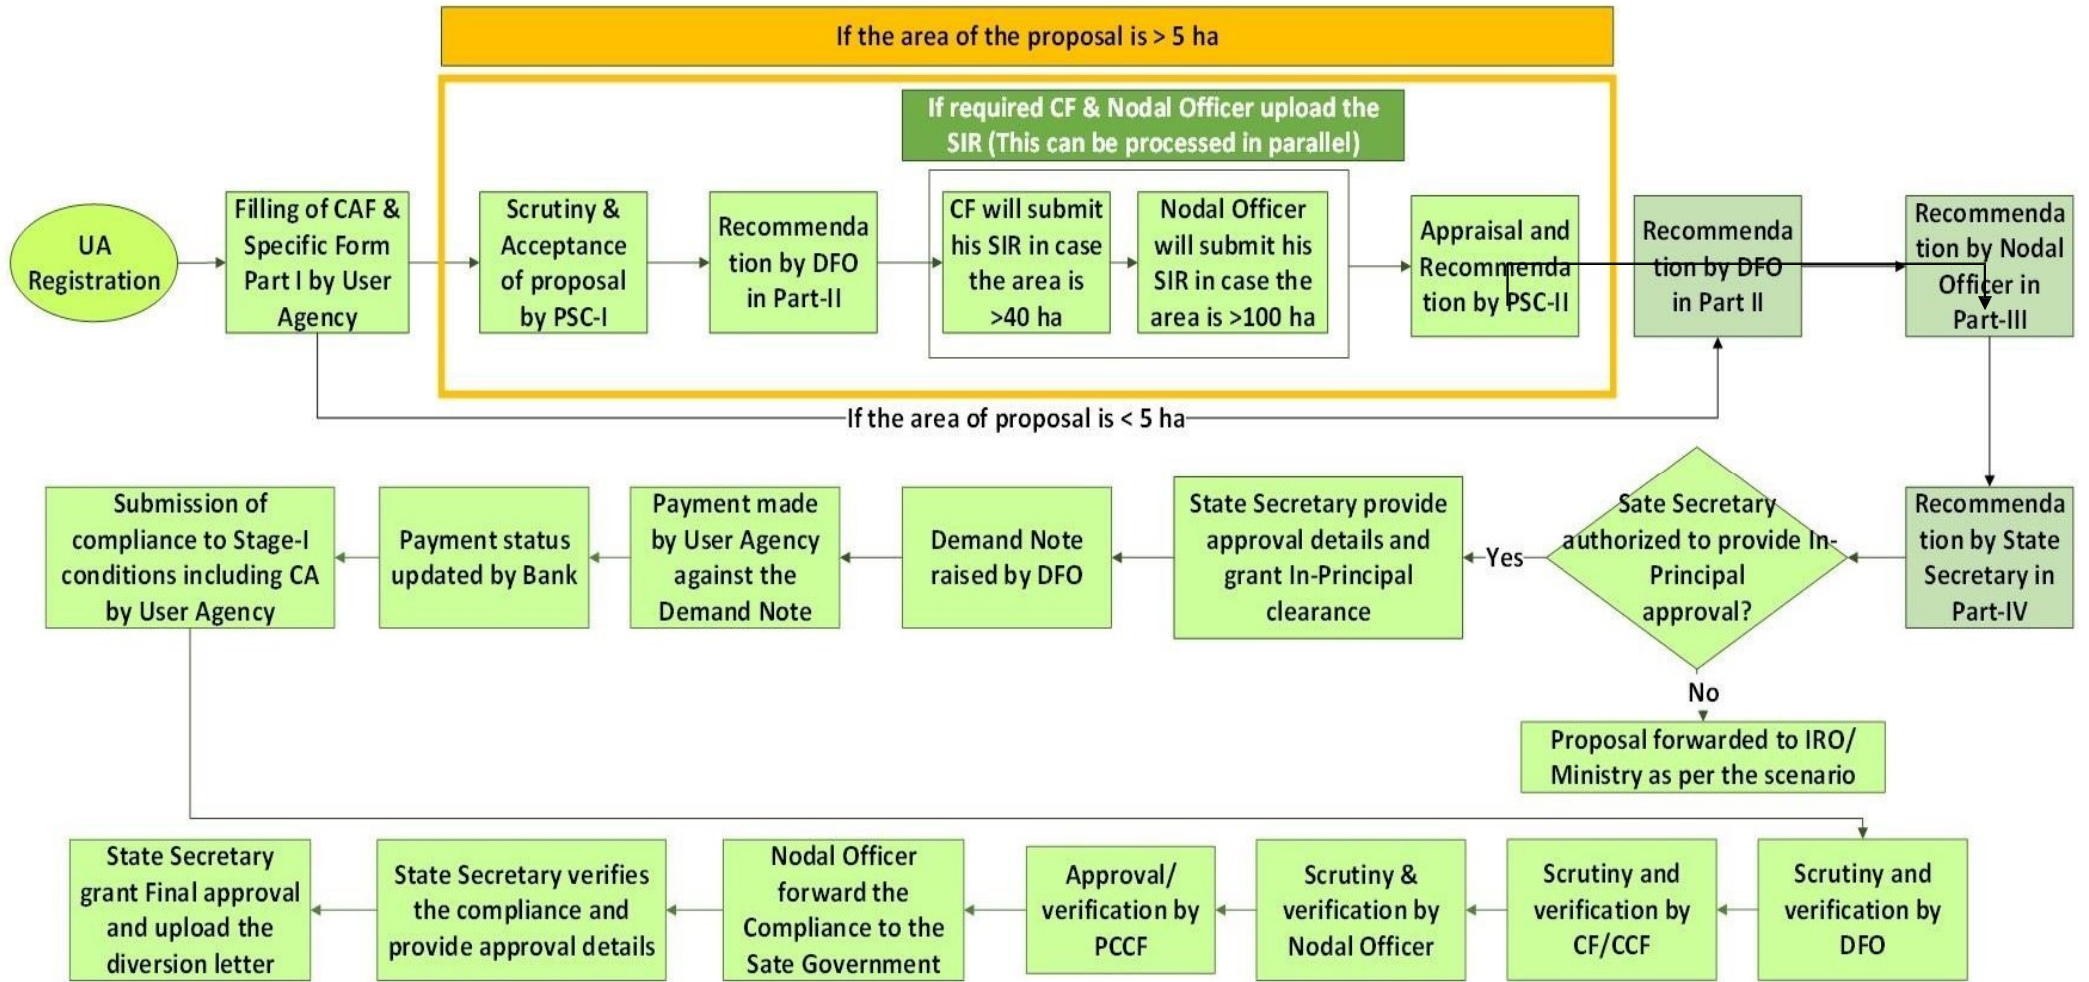 If the area of the proposal is > 5 ha
If required CF & Nodal Officer upload the
SIR (This can be processed in parallel)
UA
Registration
Filling of CAF &
Specific Form
Part I by User
Agency
Scrutiny &
Acceptance
of proposal
by PSC-I
Recommenda
tion by DFO
in Part-II
CF will submit
his SIR in case
the area is
>40 ha
Nodal Officer
will submit his
SIR in case the
area is >100 ha
Appraisal and
Recommenda
tion by PSC-II
Recommenda
tion by DFO
in Part II
Recommenda
tion by Nodal
Officer in
Part-III
If the area of proposal is < 5 ha
Submission of
compliance to Stage-I
conditions including CA
by User Agency
Payment status
updated by Bank
Payment made
by User Agency
against the
Demand Note
Demand Note
raised by DFO
State Secretary provide
approval details and
grant In-Principal
clearance
Yes
Sate Secretary
authorized to provide In-
Principal
approval?
Recommenda
tion by State
Secretary in
Part-IV
No
Proposal forwarded to IRO/
Ministry as per the scenario
State Secretary
grant Final approval
and upload the
diversion letter
State Secretary verifies
the compliance and
provide approval details
Nodal Officer
forward the
Compliance to the
Sate Government
Approval/
verification by
PCCF
Scrutiny &
verification by
Nodal Officer
Scrutiny and
verification by
CF/CCF
Scrutiny and
verification by
DFO